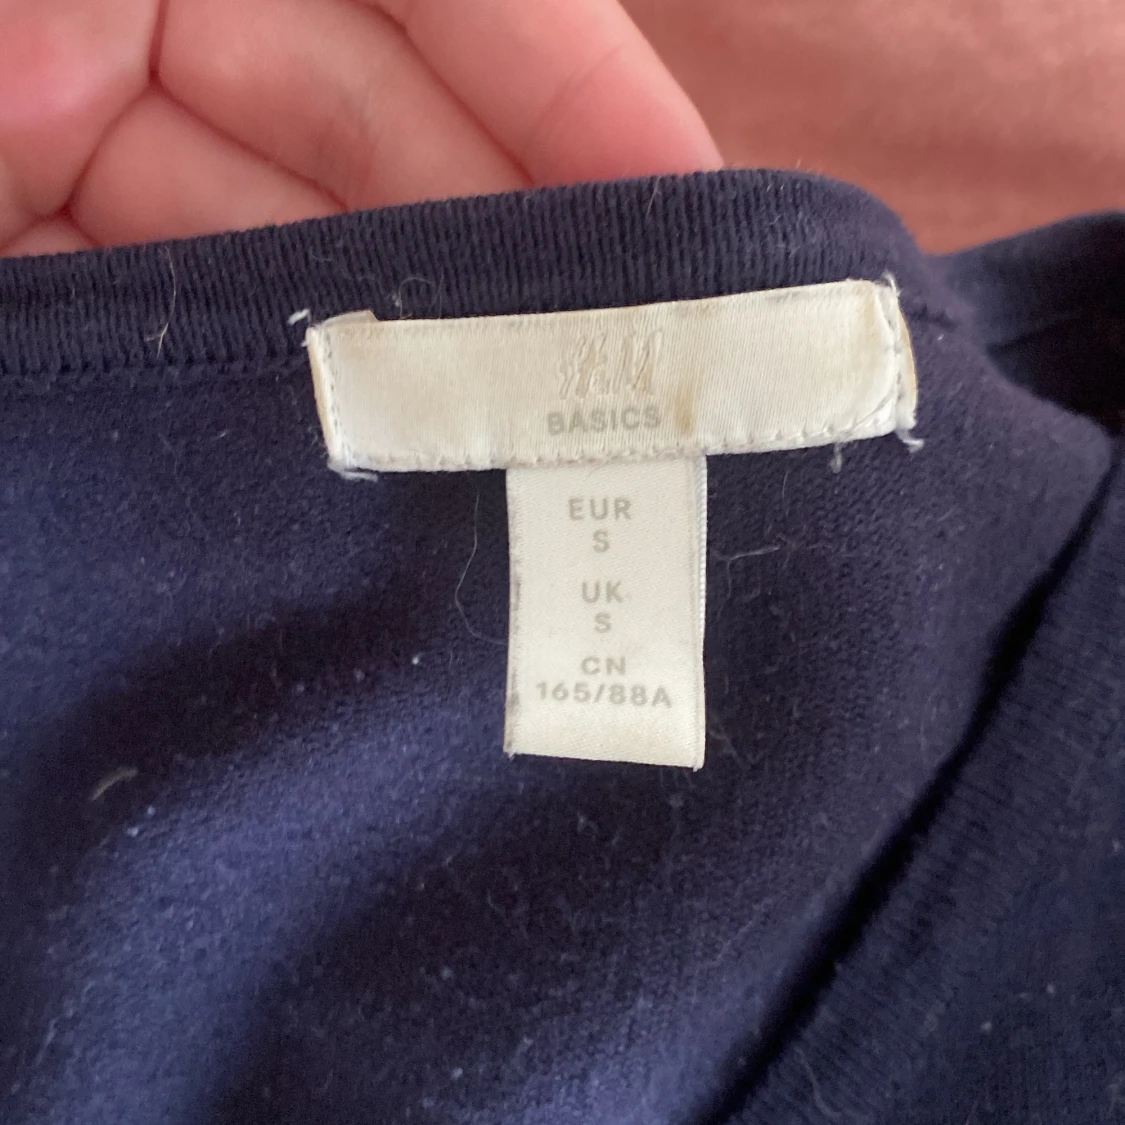 H&M
BASICS
EUR
S
UK
S
CN
165/88A